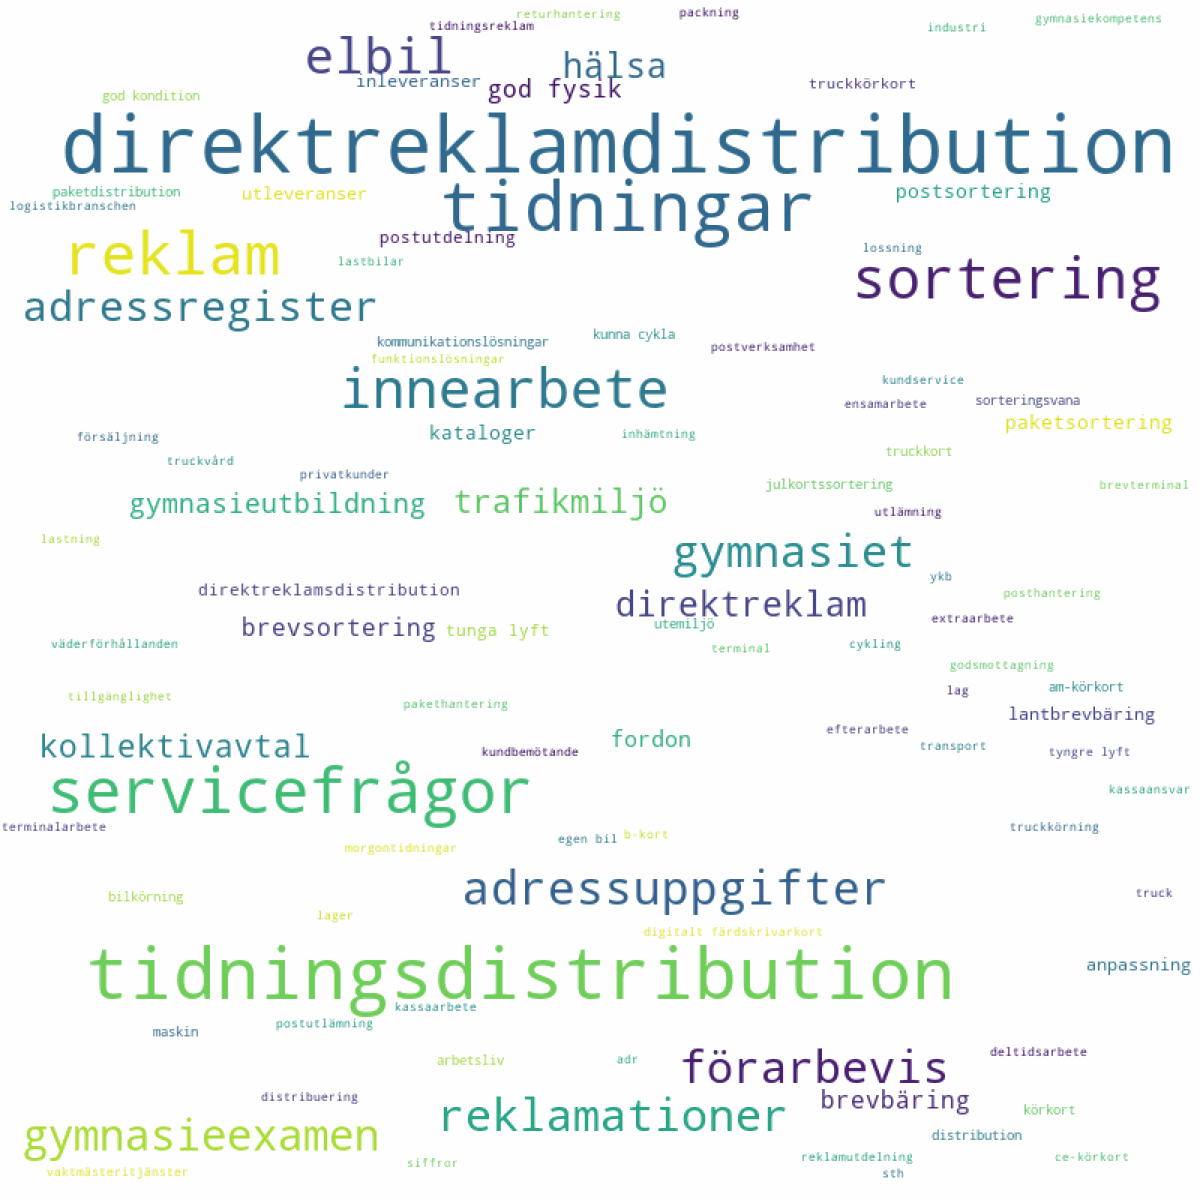 returhantering
packning
gymnasiekompetens
tidningsreklam
industri
elbil
hälsa
inleveranser
god fysik
truckkörkort
god kondition
direktreklamdistribution
paketdistribution
utleveranser
postsortering
logistikbranschen
tidningar
postutdelning
lossning
reklam
lastbilar
sortering
adressregister
kommunikationslösningar
kunna cykla
postverksamhet
funktionslösningar
innearbete
kundservice
ensamarbete
sorteringsvana
paketsortering
kataloger
inhämtning
försäljning
truckkort
truckvård
privatkunder
julkortssortering
brevterminal
gymnasieutbildning
trafikmiljö
utlämning
lastning
gymnasiet
ykb
direktreklamsdistribution
direktreklam
posthantering
extraarbete
brevsortering
tunga lyft
utemiljö
väderförhållanden
terminal
cykling
godsmottagning
lag
am-körkort
tillgänglighet
pakethantering
lantbrevbäring
efterarbete
kollektivavtal
kundbemötande
fordon
transport
tyngre lyft
servicefrågor
kassaansvar
terminalarbete
truckkörning
egen bil
b-kort
morgontidningar
adressuppgifter
truck
bilkörning
lager
digitalt färdskrivarkort
tidningsdistribution
anpassning
kassaarbete
maskin
postutlämning
arbetsliv
adr
förarbevis
deltidsarbete
distribuering
reklamationer
brevbäring
körkort
gymnasieexamen
distribution
siffror
reklamutdelning
ce-körkort
vaktmästeritjänster
sth